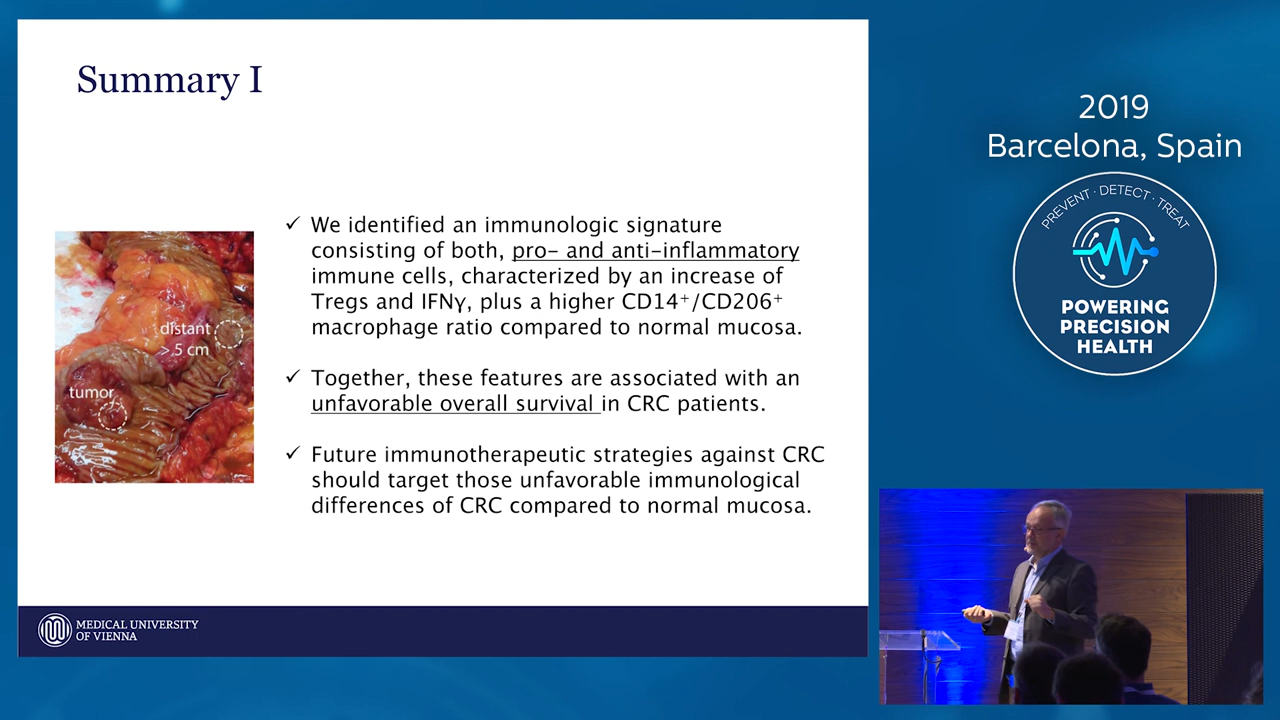 Summary I
✓ We identified an immunologic signature
consisting of both, pro- and anti-inflammatory
immune cells, characterized by an increase of
Tregs and IFNγ, plus a higher CD14⁺/CD206⁺
macrophage ratio compared to normal mucosa.
✓ Together, these features are associated with an
unfavorable overall survival in CRC patients.
✓ Future immunotherapeutic strategies against CRC
should target those unfavorable immunological
differences of CRC compared to normal mucosa.
distant
> 5 cm
tumor
MEDICAL UNIVERSITY
OF VIENNA
2019
Barcelona, Spain
PREVENT · DETECT · TREAT
POWERING
PRECISION
HEALTH